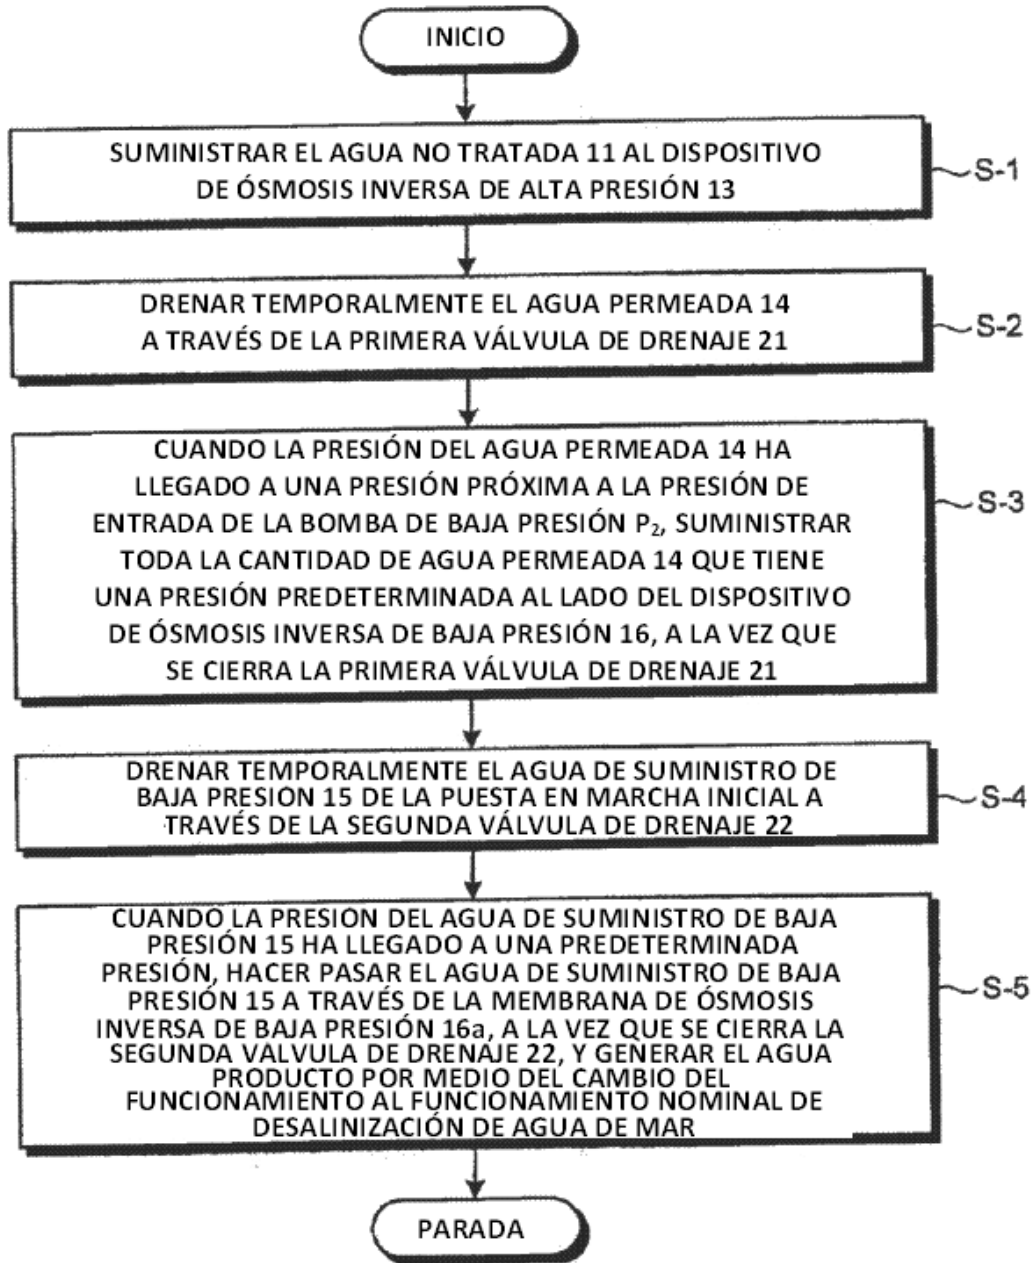 INICIO
SUMINISTRAR EL AGUA NO TRATADA 11 AL DISPOSITIVO
DE ÓSMOSIS INVERSA DE ALTA PRESIÓN 13
S-1
DRENAR TEMPORALMENTE EL AGUA PERMEADA 14
A TRAVÉS DE LA PRIMERA VÁLVULA DE DRENAJE 21
S-2
CUANDO LA PRESIÓN DEL AGUA PERMEADA 14 HA
LLEGADO A UNA PRESIÓN PRÓXIMA A LA PRESIÓN DE
ENTRADA DE LA BOMBA DE BAJA PRESIÓN P₂, SUMINISTRAR
TODA LA CANTIDAD DE AGUA PERMEADA 14 QUE TIENE
UNA PRESIÓN PREDETERMINADA AL LADO DEL DISPOSITIVO
DE ÓSMOSIS INVERSA DE BAJA PRESIÓN 16, A LA VEZ QUE
SE CIERRA LA PRIMERA VÁLVULA DE DRENAJE 21
S-3
DRENAR TEMPORALMENTE EL AGUA DE SUMINISTRO DE
BAJA PRESION 15 DE LA PUESTA EN MARCHA INICIAL A
TRAVÉS DE LA SEGUNDA VÁLVULA DE DRENAJE 22
S-4
CUANDO LA PRESION DEL AGUA DE SUMINISTRO DE BAJA
PRESIÓN 15 HA LLEGADO A UNA PREDETERMINADA
PRESIÓN, HACER PASAR EL AGUA DE SUMINISTRO DE BAJA
PRESIÓN 15 A TRAVÉS DE LA MEMBRANA DE ÓSMOSIS
INVERSA DE BAJA PRESIÓN 16a, A LA VEZ QUE SE CIERRA LA
SEGUNDA VALVULA DE DRENAJE 22, Y GENERAR EL AGUA
PRODUCTO POR MEDIO DEL CAMBIO DEL
FUNCIONAMIENTO AL FUNCIONAMIENTO NOMINAL DE
DESALINIZACIÓN DE AGUA DE MAR
S-5
PARADA